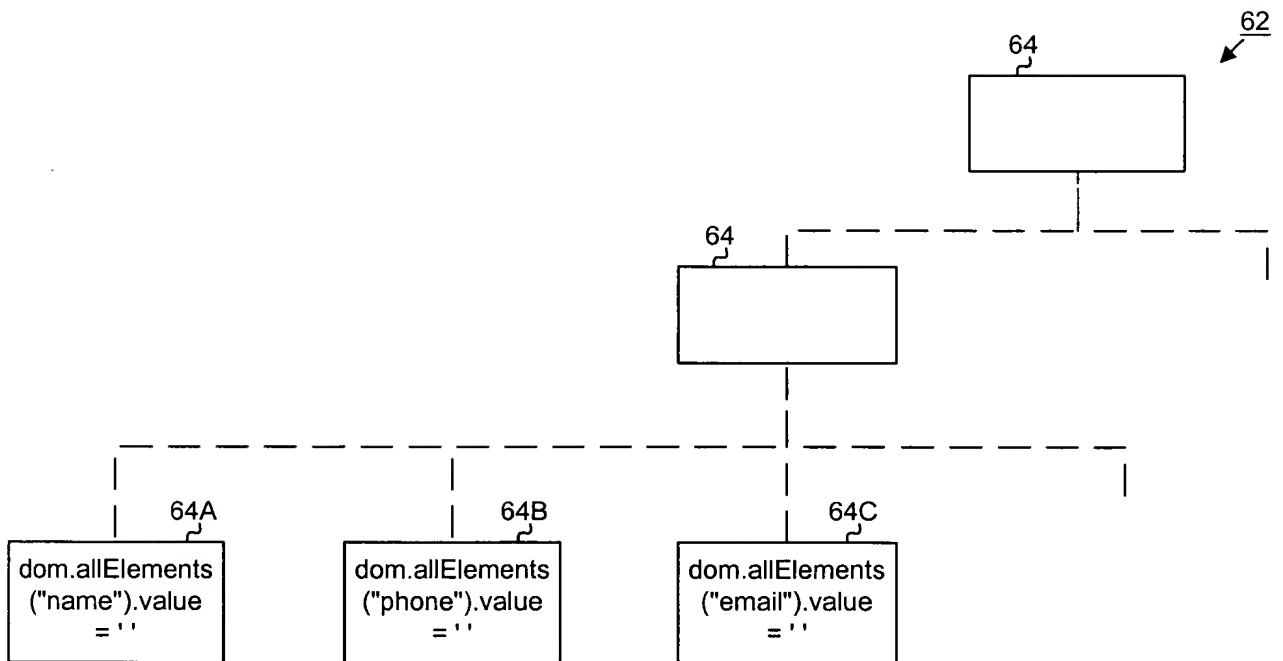 62
64
64
64A
64B
64C
dom.allElements
("name").value
= ' '
dom.allElements
("phone").value
= ' '
dom.allElements
("email").value
= ' '